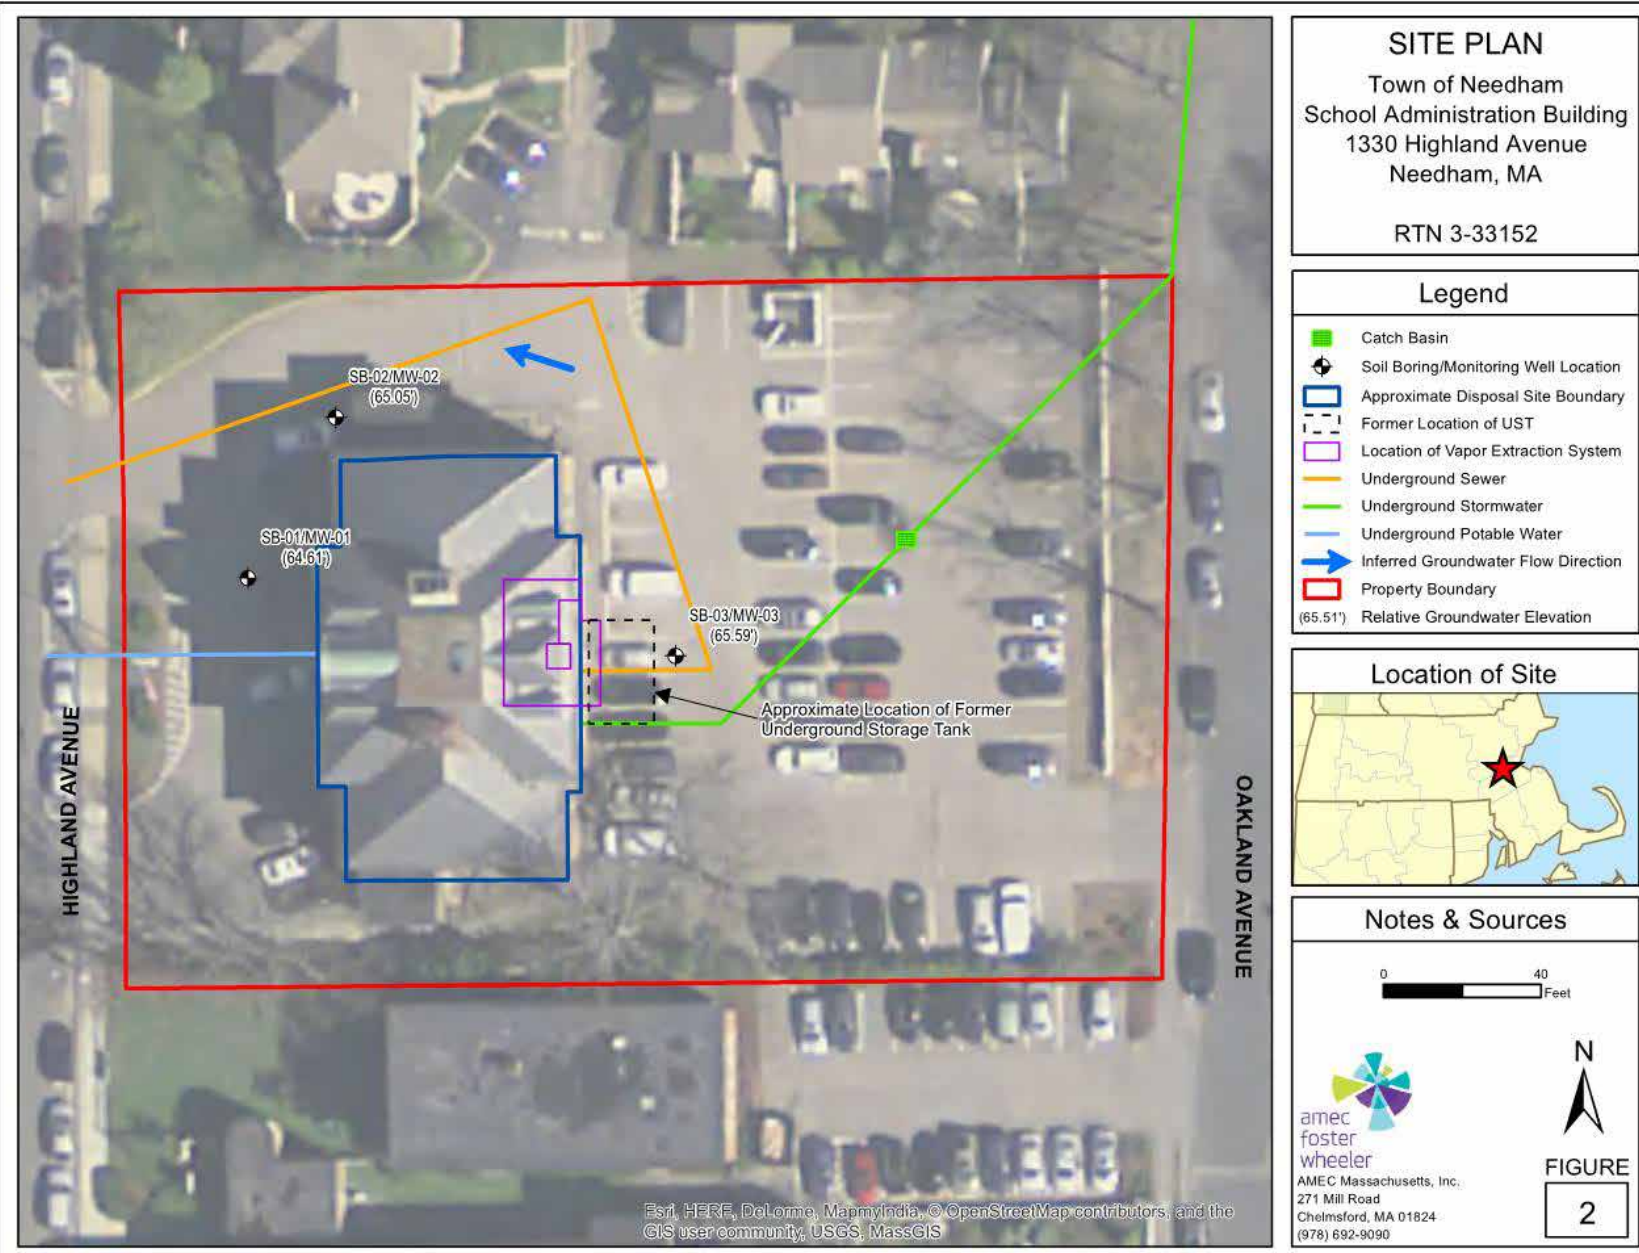 SITE PLAN
Town of Needham
School Administration Building
1330 Highland Avenue
Needham, MA
RTN 3-33152
Legend
Catch Basin
Soil Boring/Monitoring Well Location
Approximate Disposal Site Boundary
Former Location of UST
Location of Vapor Extraction System
Underground Sewer
Underground Stormwater
Underground Potable Water
Inferred Groundwater Flow Direction
Property Boundary
(65.51') Relative Groundwater Elevation
Location of Site
Notes & Sources
0 40
Feet
N
amec
foster
wheeler
AMEC Massachusetts, Inc.
271 Mill Road
Chelmsford, MA 01824
(978) 692-9090
FIGURE
2
SB-02/MW-02
(65.05')
SB-01/MW-01
(64.61')
SB-03/MW-03
(65.59')
Approximate Location of Former
Underground Storage Tank
HIGHLAND AVENUE
OAKLAND AVENUE
Esri, HERE, DeLorme, MapmyIndia, © OpenStreetMap contributors, and the
GIS user community, USGS, MassGIS